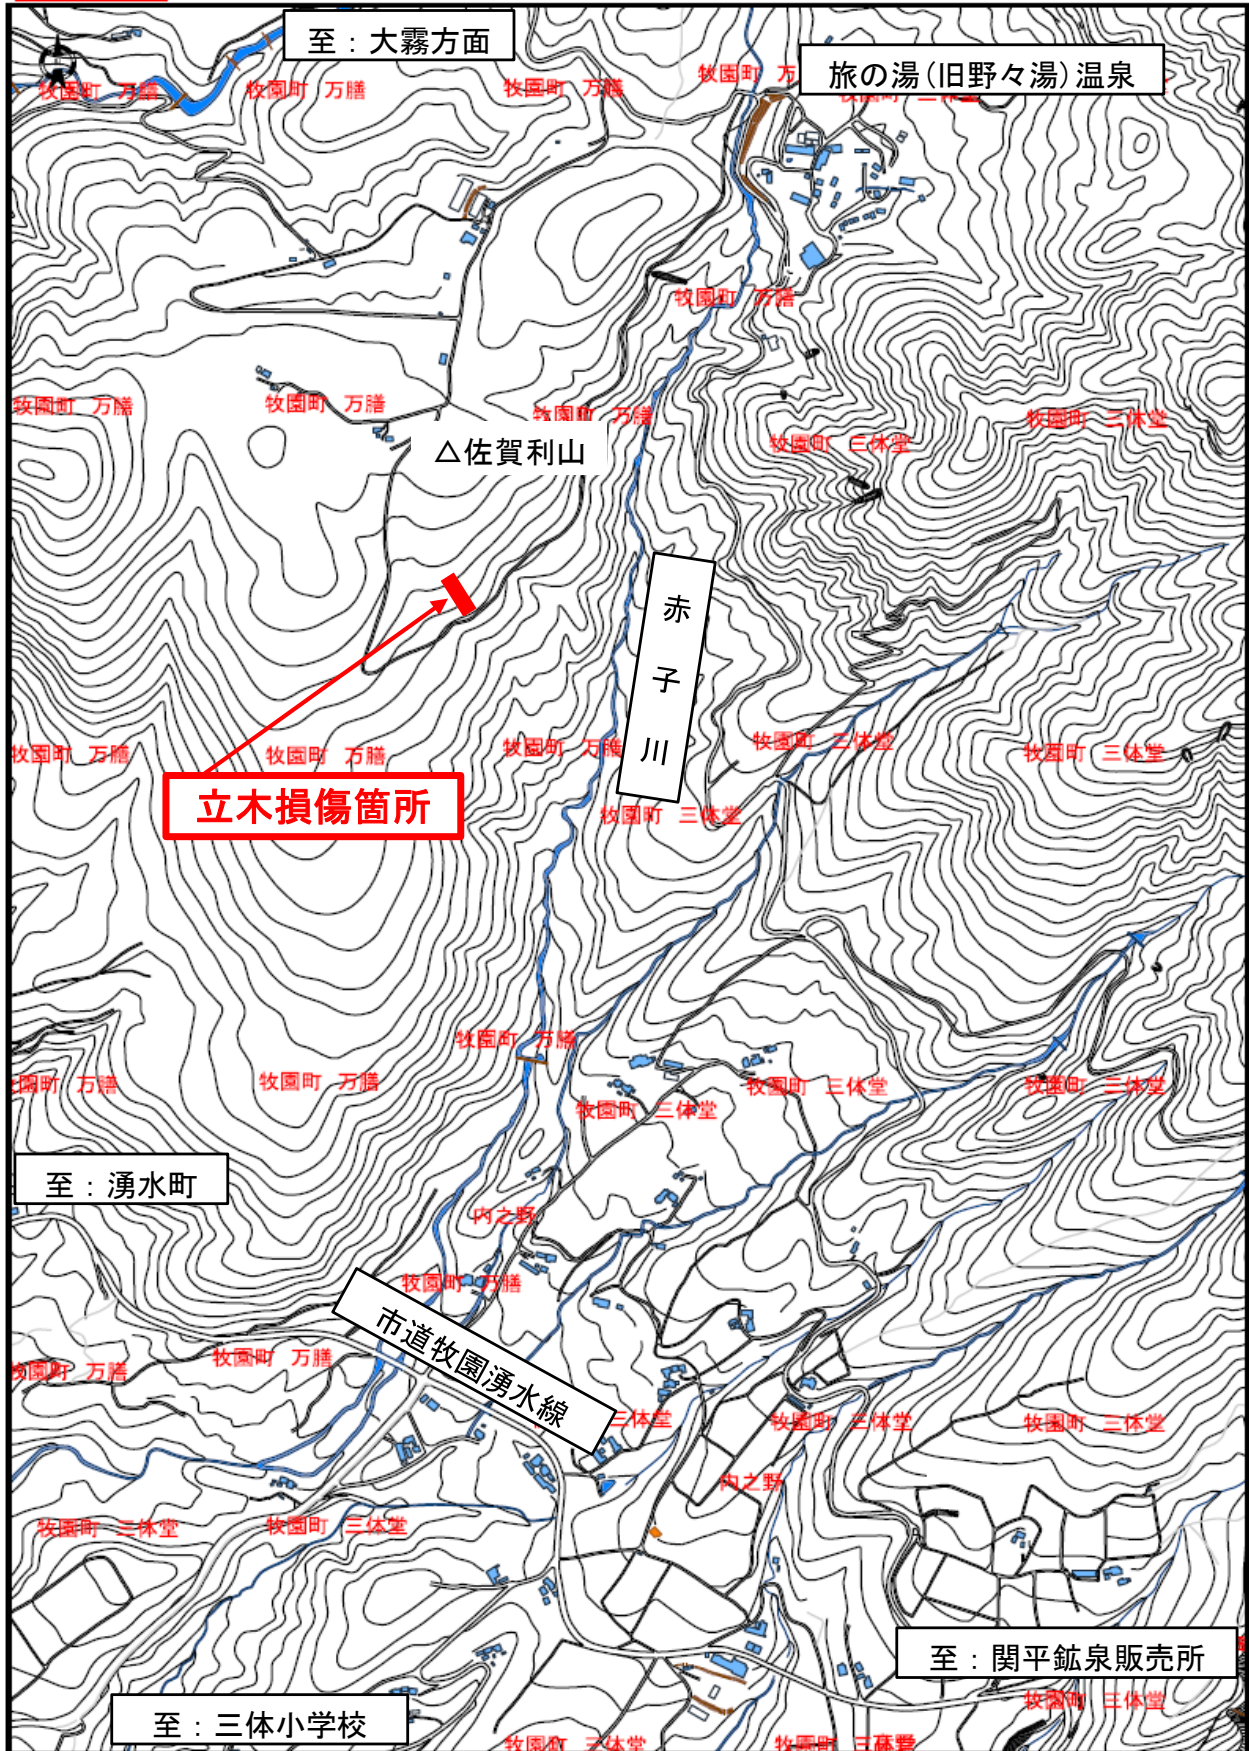 至：大霧方面
旅の湯(旧野々湯)温泉
牧園町 万膳
牧園町 万膳
牧園町 万膳
牧園町 万
牧園町 万膳
牧園町 万膳
牧園町 万膳
牧園町 万膳
牧園町 三体堂
牧園町 三体堂
△佐賀利山
赤子川
牧園町 万膳
牧園町 万膳
牧園町 万膳
牧園町 三体堂
牧園町 三体堂
立木損傷箇所
牧園町 三体堂
牧園町 万膳
園町 万膳
牧園町 万膳
牧園町 三体堂
牧園町 三体堂
牧園町 三体堂
至：湧水町
内之野
牧園町 万膳
市道牧園湧水線
牧園町 万膳
牧園町 万膳
三体堂
牧園町 三体堂
牧園町 三体堂
内之野
牧園町 三体堂
牧園町 三体堂
至：関平鉱泉販売所
牧園町 三体堂
至：三体小学校
牧園町 三体堂
牧園町 三体堂